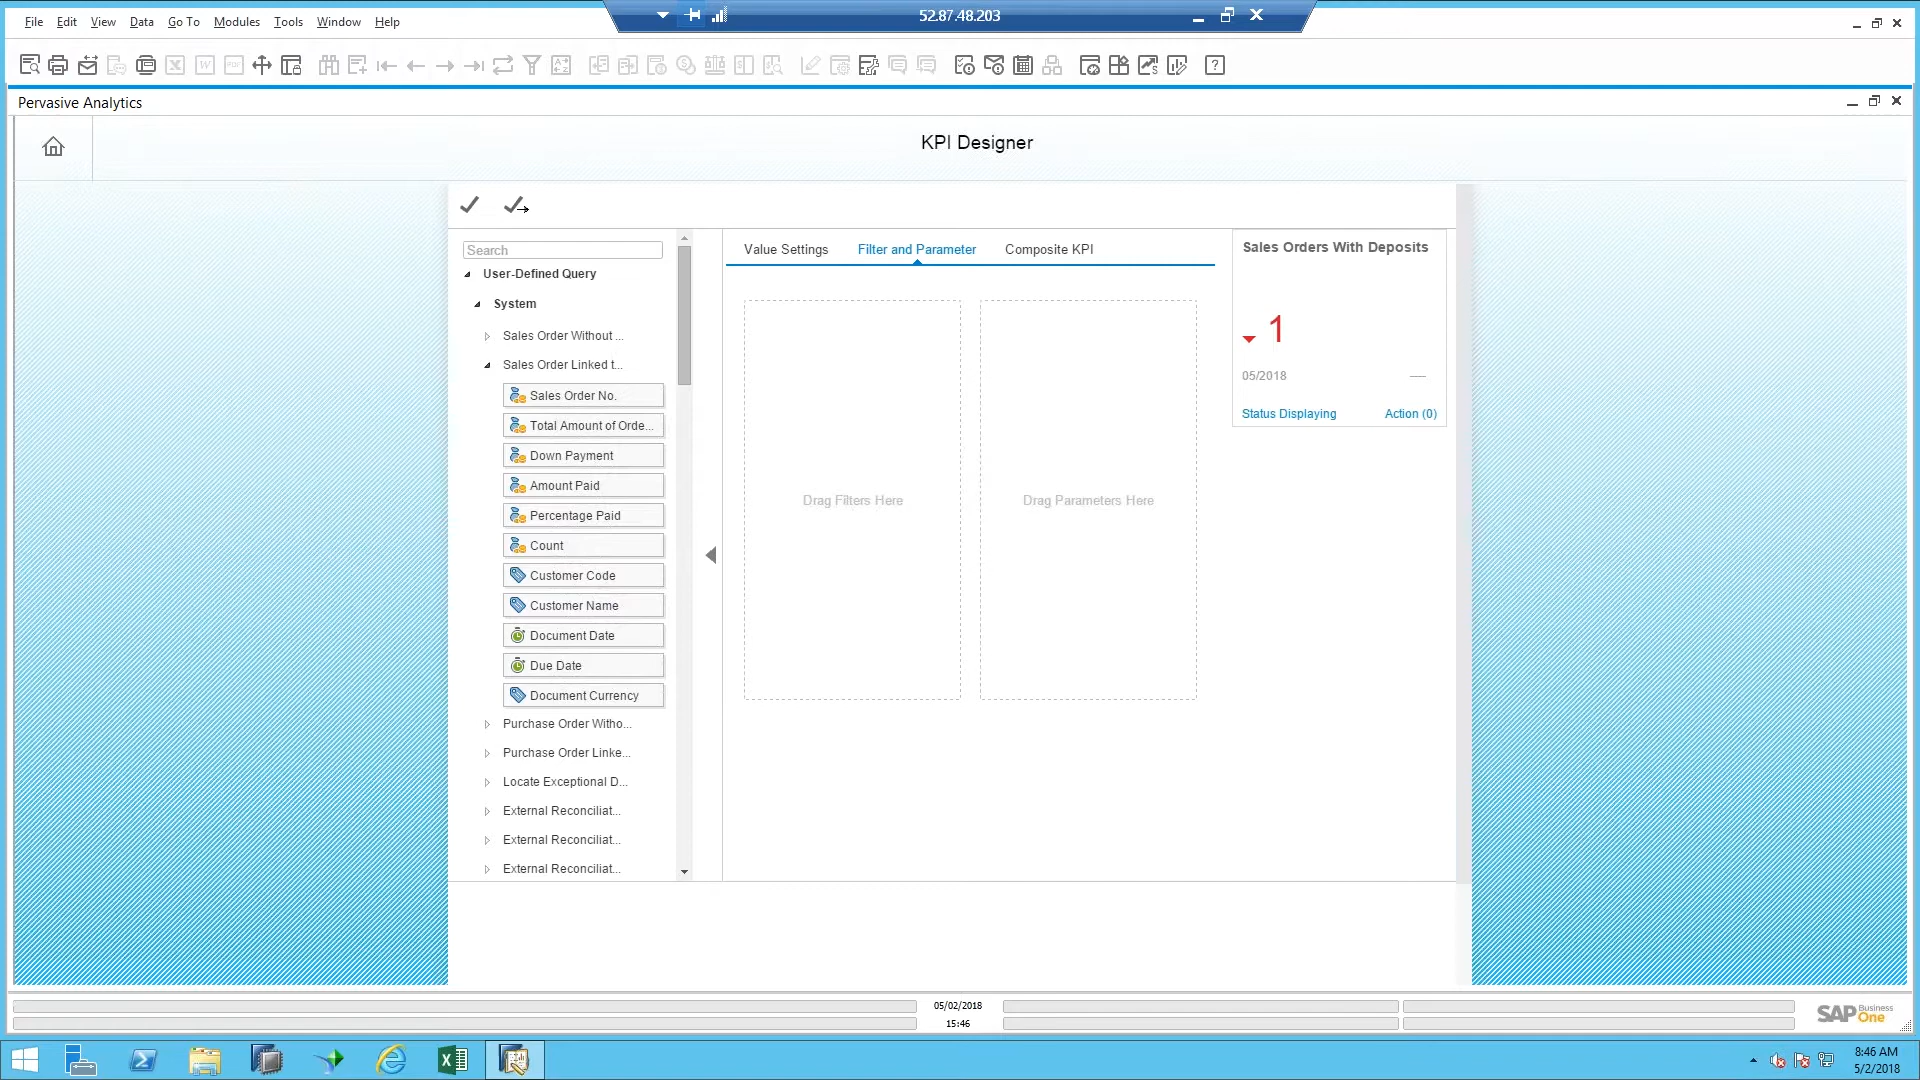 52.87.48.203
File Edit View Data Go To Modules Tools Window Help
Pervasive Analytics
KPI Designer
Search
User-Defined Query
System
Sales Order Without ...
Sales Order Linked t...
Sales Order No.
Total Amount of Orde...
Down Payment
Amount Paid
Percentage Paid
Count
Customer Code
Customer Name
Document Date
Due Date
Document Currency
Purchase Order Witho...
Purchase Order Linke...
Locate Exceptional D...
External Reconciliat...
External Reconciliat...
External Reconciliat...
Value Settings Filter and Parameter Composite KPI
Drag Filters Here
Drag Parameters Here
Sales Orders With Deposits
1
05/2018
Status Displaying Action (0)
05/02/2018
15:46
SAP Business One
8:46 AM
5/2/2018